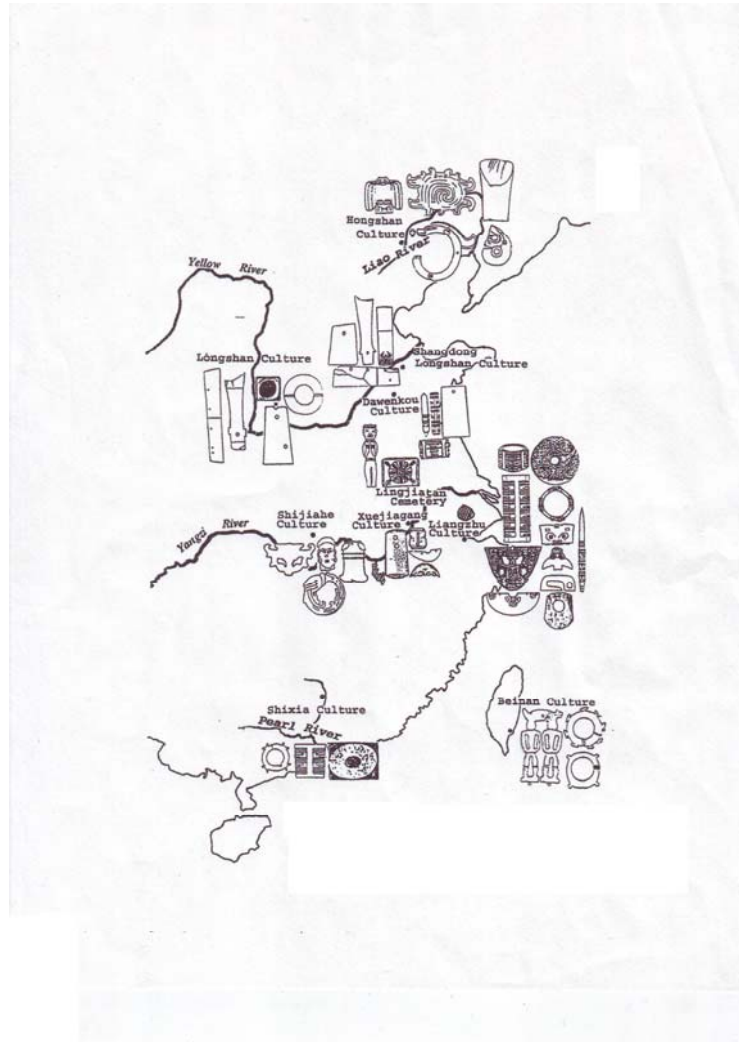 Hongshan
Culture
Liao River
Yellow River
Longshan Culture
Shangdong
Longshan Culture
Dawenkou
Culture
Lingjiatan
Cemetery
Shijiahe
Culture
Xuejiagang
Culture
Liangzhu
Culture
Yangzi River
Shixia Culture
Pearl River
Beinan Culture